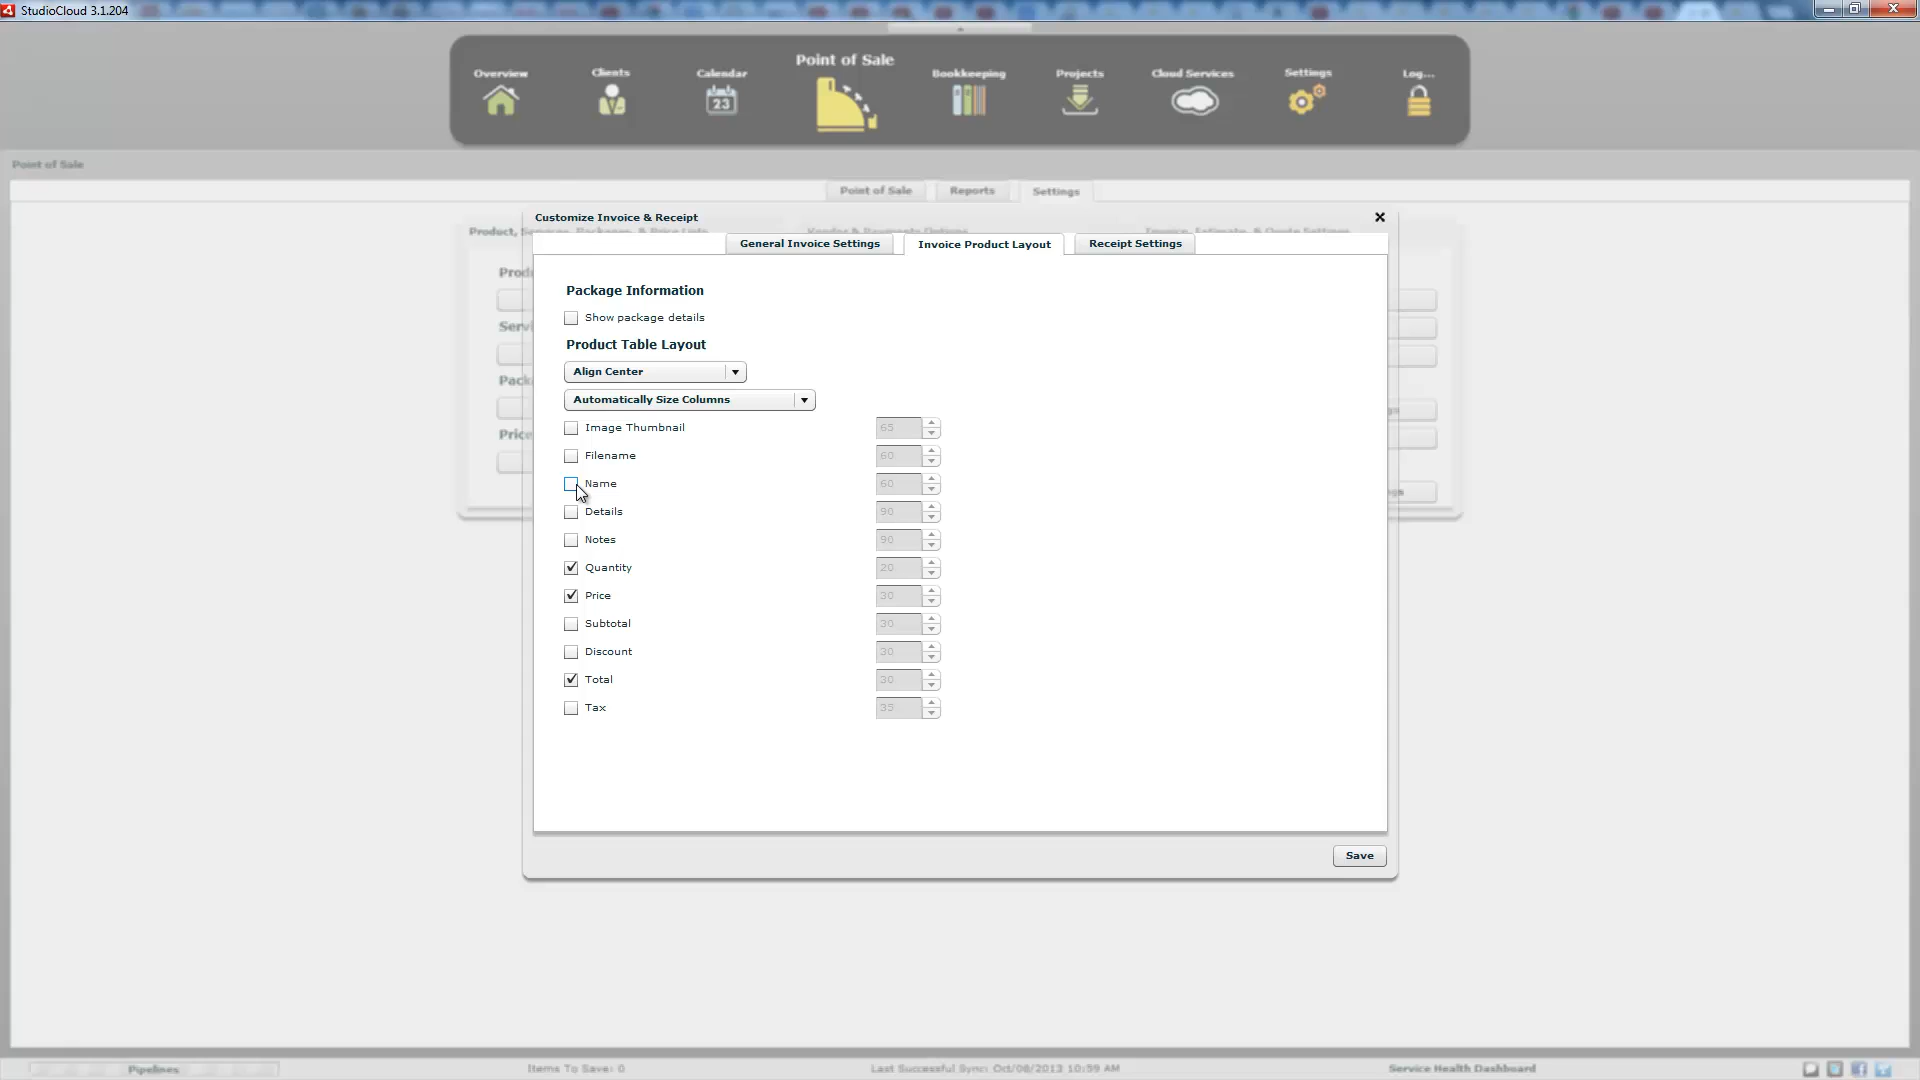 StudioCloud 3.1.204
Overview
Clients
Calendar
23
Point of Sale
Bookkeeping
Projects
Cloud Services
Settings
Log...
Point of Sale
Point of Sale
Reports
Settings
Customize Invoice & Receipt
General Invoice Settings
Invoice Product Layout
Receipt Settings
Package Information
Show package details
Product Table Layout
Align Center
Automatically Size Columns
Image Thumbnail 65
Filename 60
Name 60
Details 90
Notes 90
Quantity 20
Price 30
Subtotal 30
Discount 30
Total 30
Tax 35
Save
Pipelines
Items To Save: 0
Last Successful Sync: Oct/08/2013 10:59 AM
Service Health Dashboard